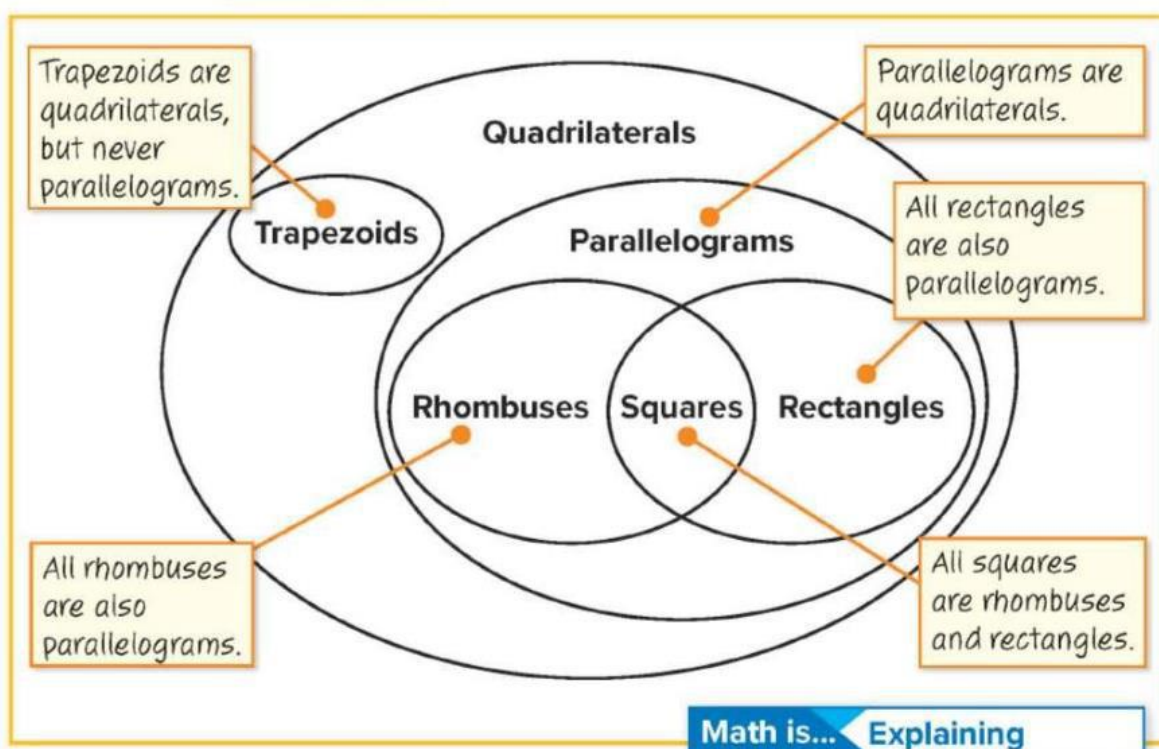 Trapezoids are
quadrilaterals,
but never
parallelograms.
Quadrilaterals
Parallelograms are
quadrilaterals.
Trapezoids
Parallelograms
All rectangles
are also
parallelograms.
Rhombuses
Squares
Rectangles
All rhombuses
are also
parallelograms.
All squares
are rhombuses
and rectangles.
Math is... Explaining